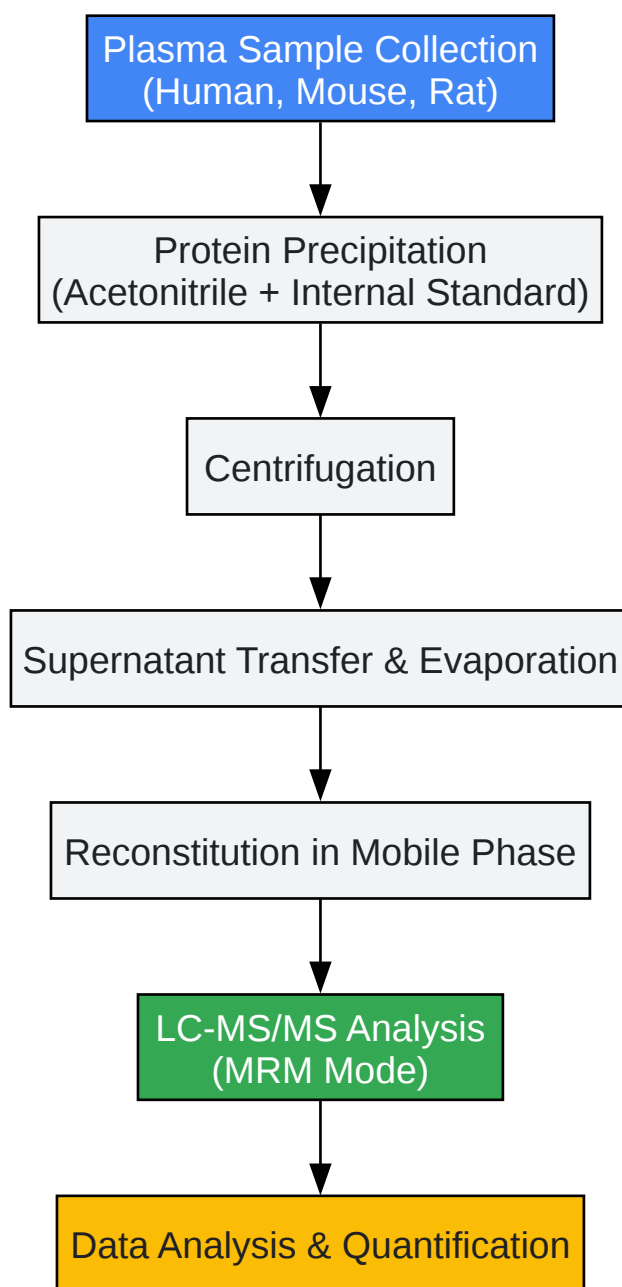 Plasma Sample Collection
(Human, Mouse, Rat)
Protein Precipitation
(Acetonitrile + Internal Standard)
Centrifugation
Supernatant Transfer & Evaporation
Reconstitution in Mobile Phase
LC-MS/MS Analysis
(MRM Mode)
Data Analysis & Quantification